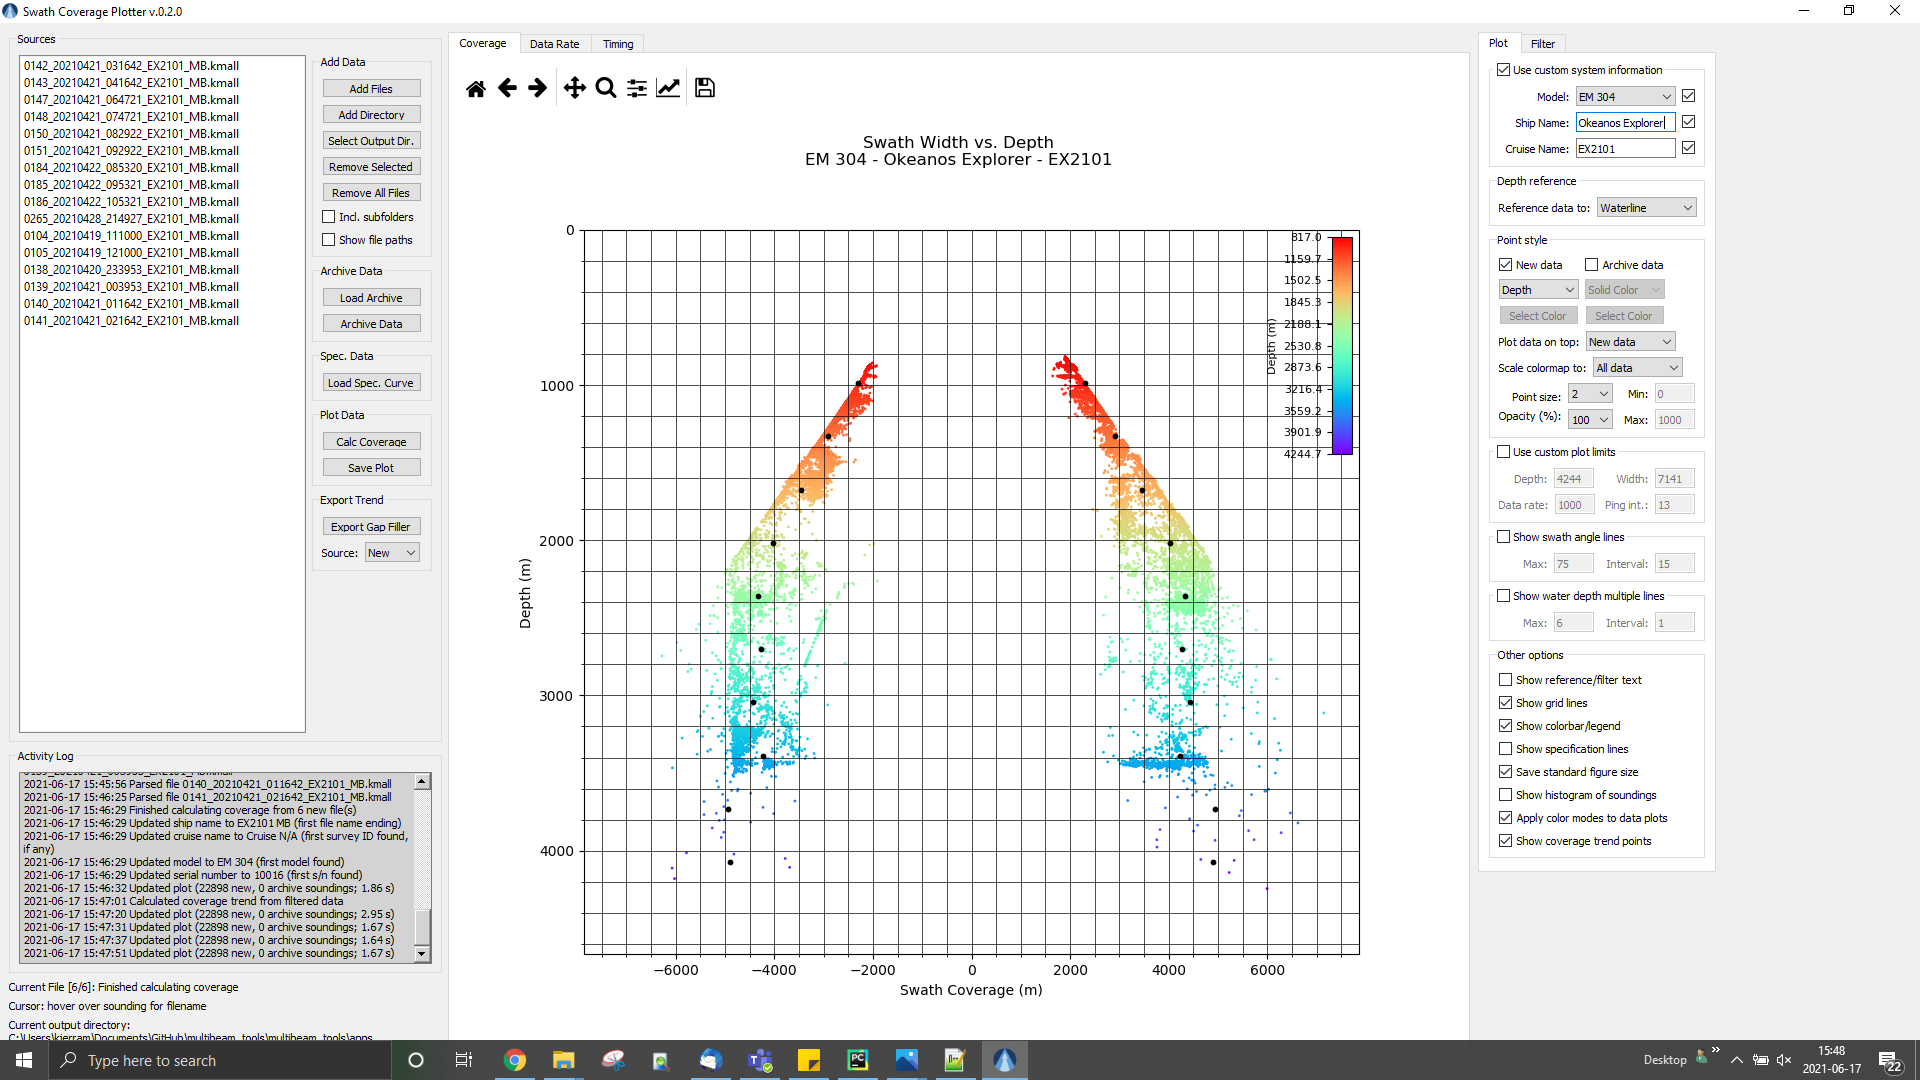 Swath Coverage Plotter v.0.2.0
Sources
0142_20210421_031642_EX2101_MB.kmall
0143_20210421_041642_EX2101_MB.kmall
0147_20210421_064721_EX2101_MB.kmall
0148_20210421_074721_EX2101_MB.kmall
0150_20210421_082922_EX2101_MB.kmall
0151_20210421_092922_EX2101_MB.kmall
0184_20210422_085320_EX2101_MB.kmall
0185_20210422_095321_EX2101_MB.kmall
0186_20210422_105321_EX2101_MB.kmall
0265_20210428_214927_EX2101_MB.kmall
0104_20210419_111000_EX2101_MB.kmall
0105_20210419_121000_EX2101_MB.kmall
0138_20210420_233953_EX2101_MB.kmall
0139_20210421_003953_EX2101_MB.kmall
0140_20210421_011642_EX2101_MB.kmall
0141_20210421_021642_EX2101_MB.kmall
Add Data
Add Files
Add Directory
Select Output Dir.
Remove Selected
Remove All Files
Incl. subfolders
Show file paths
Archive Data
Load Archive
Archive Data
Spec. Data
Load Spec. Curve
Plot Data
Calc Coverage
Save Plot
Export Trend
Export Gap Filler
Source: New
Activity Log
2021-06-17 15:45:56 Parsed file 0140_20210421_011642_EX2101_MB.kmall
2021-06-17 15:46:25 Parsed file 0141_20210421_021642_EX2101_MB.kmall
2021-06-17 15:46:29 Finished calculating coverage from 6 new file(s)
2021-06-17 15:46:29 Updated ship name to EX2101 MB (first file name ending)
2021-06-17 15:46:29 Updated cruise name to Cruise N/A (first survey ID found,
if any)
2021-06-17 15:46:29 Updated model to EM 304 (first model found)
2021-06-17 15:46:29 Updated serial number to 10016 (first s/n found)
2021-06-17 15:46:32 Updated plot (22898 new, 0 archive soundings; 1.86 s)
2021-06-17 15:47:01 Calculated coverage trend from filtered data
2021-06-17 15:47:20 Updated plot (22898 new, 0 archive soundings; 2.95 s)
2021-06-17 15:47:31 Updated plot (22898 new, 0 archive soundings; 1.67 s)
2021-06-17 15:47:37 Updated plot (22898 new, 0 archive soundings; 1.64 s)
2021-06-17 15:47:51 Updated plot (22898 new, 0 archive soundings; 1.67 s)
Current File [6/6]: Finished calculating coverage
Cursor: hover over sounding for filename
Current output directory:
C:\Users\kjerram\Documents\GitHub\multibeam_tools\multibeam_tools\apps
Coverage Data Rate Timing
Swath Width vs. Depth
EM 304 - Okeanos Explorer - EX2101
0
1000
2000
3000
4000
Depth (m)
−6000 −4000 −2000 0 2000 4000 6000
Swath Coverage (m)
817.0
1159.7
1502.5
1845.3
2188.1
2530.8
2873.6
3216.4
3559.2
3901.9
4244.7
Depth (m)
Plot Filter
Use custom system information
Model: EM 304
Ship Name: Okeanos Explorer
Cruise Name: EX2101
Depth reference
Reference data to: Waterline
Point style
New data Archive data
Depth Solid Color
Select Color Select Color
Plot data on top: New data
Scale colormap to: All data
Point size: 2 Min: 0
Opacity (%): 100 Max: 1000
Use custom plot limits
Depth: 4244 Width: 7141
Data rate: 1000 Ping int.: 13
Show swath angle lines
Max: 75 Interval: 15
Show water depth multiple lines
Max: 6 Interval: 1
Other options
Show reference/filter text
Show grid lines
Show colorbar/legend
Show specification lines
Save standard figure size
Show histogram of soundings
Apply color modes to data plots
Show coverage trend points
Type here to search
PC
Desktop
15:48
2021-06-17
22